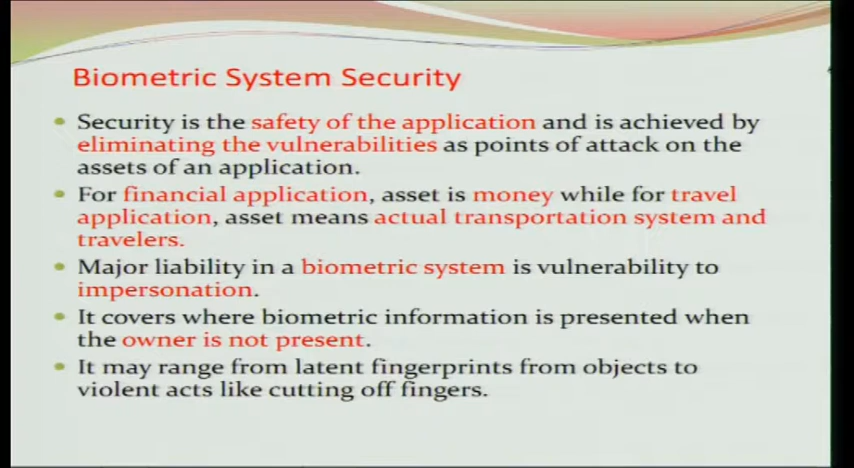 Biometric System Security
Security is the safety of the application and is achieved by
eliminating the vulnerabilities as points of attack on the
assets of an application.
For financial application, asset is money while for travel
application, asset means actual transportation system and
travelers.
Major liability in a biometric system is vulnerability to
impersonation.
It covers where biometric information is presented when
the owner is not present.
It may range from latent fingerprints from objects to
violent acts like cutting off fingers.